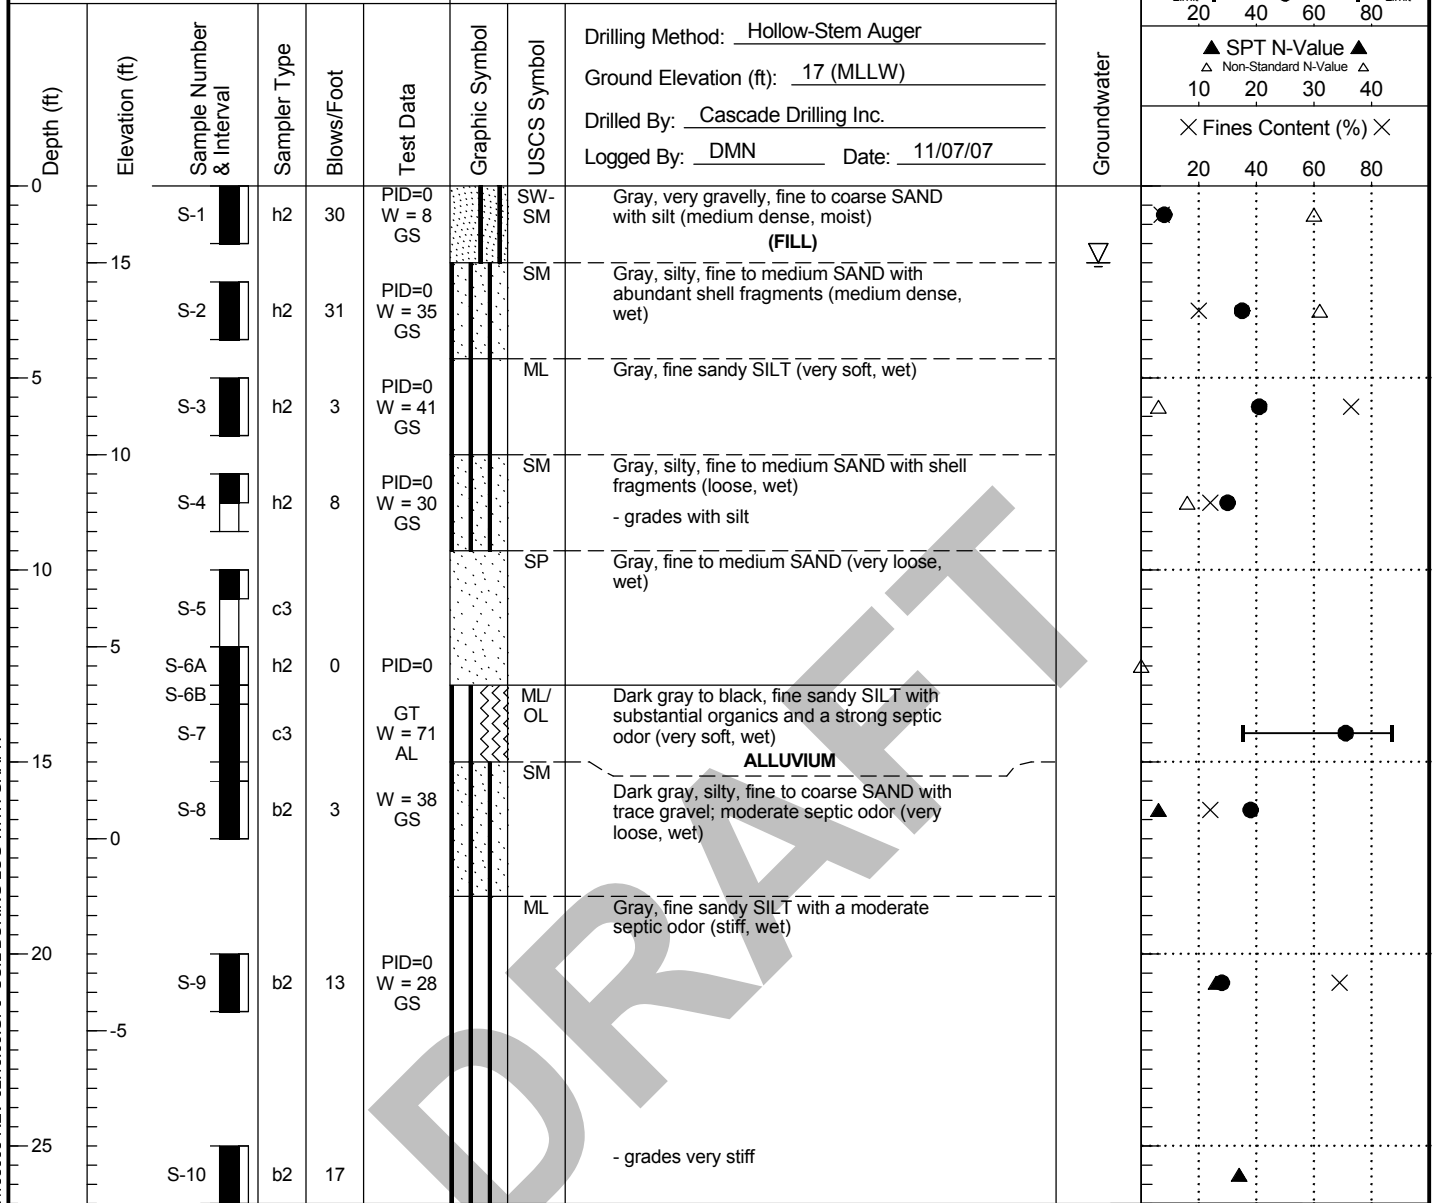 Limit Limit
20 40 60 80
Depth (ft)
Elevation (ft)
Sample Number
& Interval
Sampler Type
Blows/Foot
Test Data
Graphic Symbol
USCS Symbol
Drilling Method: Hollow-Stem Auger
Ground Elevation (ft): 17 (MLLW)
Drilled By: Cascade Drilling Inc.
Logged By: DMN Date: 11/07/07
Groundwater
▲ SPT N-Value ▲
△ Non-Standard N-Value △
10 20 30 40
× Fines Content (%) ×
20 40 60 80
0
S-1 h2 30
PID=0
W = 8
GS
SW-
SM
Gray, very gravelly, fine to coarse SAND
with silt (medium dense, moist)
(FILL)
15
S-2 h2 31
PID=0
W = 35
GS
SM
Gray, silty, fine to medium SAND with
abundant shell fragments (medium dense,
wet)
5
S-3 h2 3
PID=0
W = 41
GS
ML
Gray, fine sandy SILT (very soft, wet)
10
S-4 h2 8
PID=0
W = 30
GS
SM
Gray, silty, fine to medium SAND with shell
fragments (loose, wet)
- grades with silt
10
S-5 c3
SP
Gray, fine to medium SAND (very loose,
wet)
5
S-6A h2 0 PID=0
S-6B
S-7 c3
GT
W = 71
AL
ML/
OL
Dark gray to black, fine sandy SILT with
substantial organics and a strong septic
odor (very soft, wet)
15
ALLUVIUM
S-8 b2 3
W = 38
GS
SM
Dark gray, silty, fine to coarse SAND with
trace gravel; moderate septic odor (very
loose, wet)
0
ML
Gray, fine sandy SILT with a moderate
septic odor (stiff, wet)
20
S-9 b2 13
PID=0
W = 28
GS
-5
25
S-10 b2 17
- grades very stiff
DRAFT